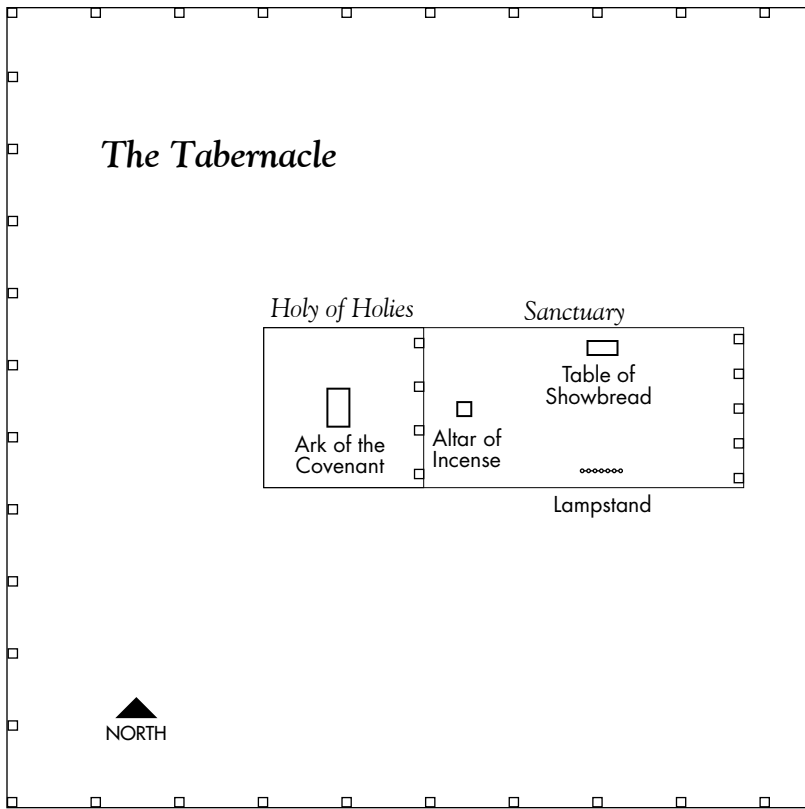 The Tabernacle
Holy of Holies
Sanctuary
Table of
Showbread
Ark of the
Covenant
Altar of
Incense
Lampstand
NORTH